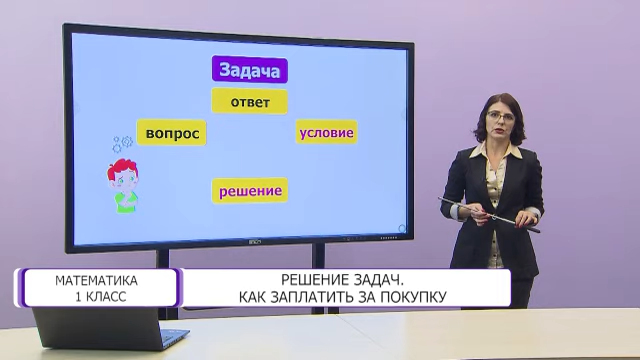 Задача
ответ
вопрос
условие
решение
МАТЕМАТИКА
1 КЛАСС
РЕШЕНИЕ ЗАДАЧ.
КАК ЗАПЛАТИТЬ ЗА ПОКУПКУ